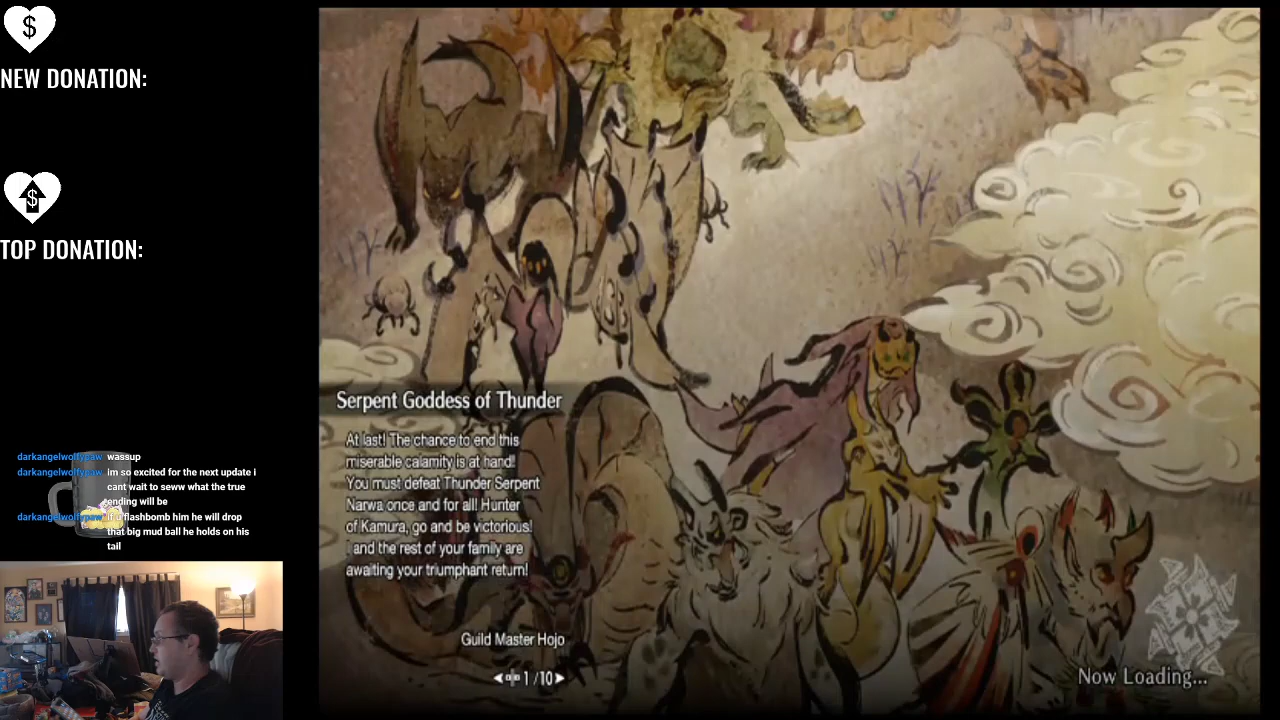 $
NEW DONATION:
$
TOP DONATION:
darkangelwolfypaw wassup
darkangelwolfypaw im so excited for the next update i
cant wait to seww what the true
ending will be
darkangelwolfypaw if u flashbomb him he will drop
that big mud ball he holds on his
tail
Serpent Goddess of Thunder
At last! The chance to end this
miserable calamity is at hand!
You must defeat Thunder Serpent
Narwa once and for all! Hunter
of Kamura, go and be victorious!
I and the rest of your family are
awaiting your triumphant return!
Guild Master Hojo
1/10
Now Loading...